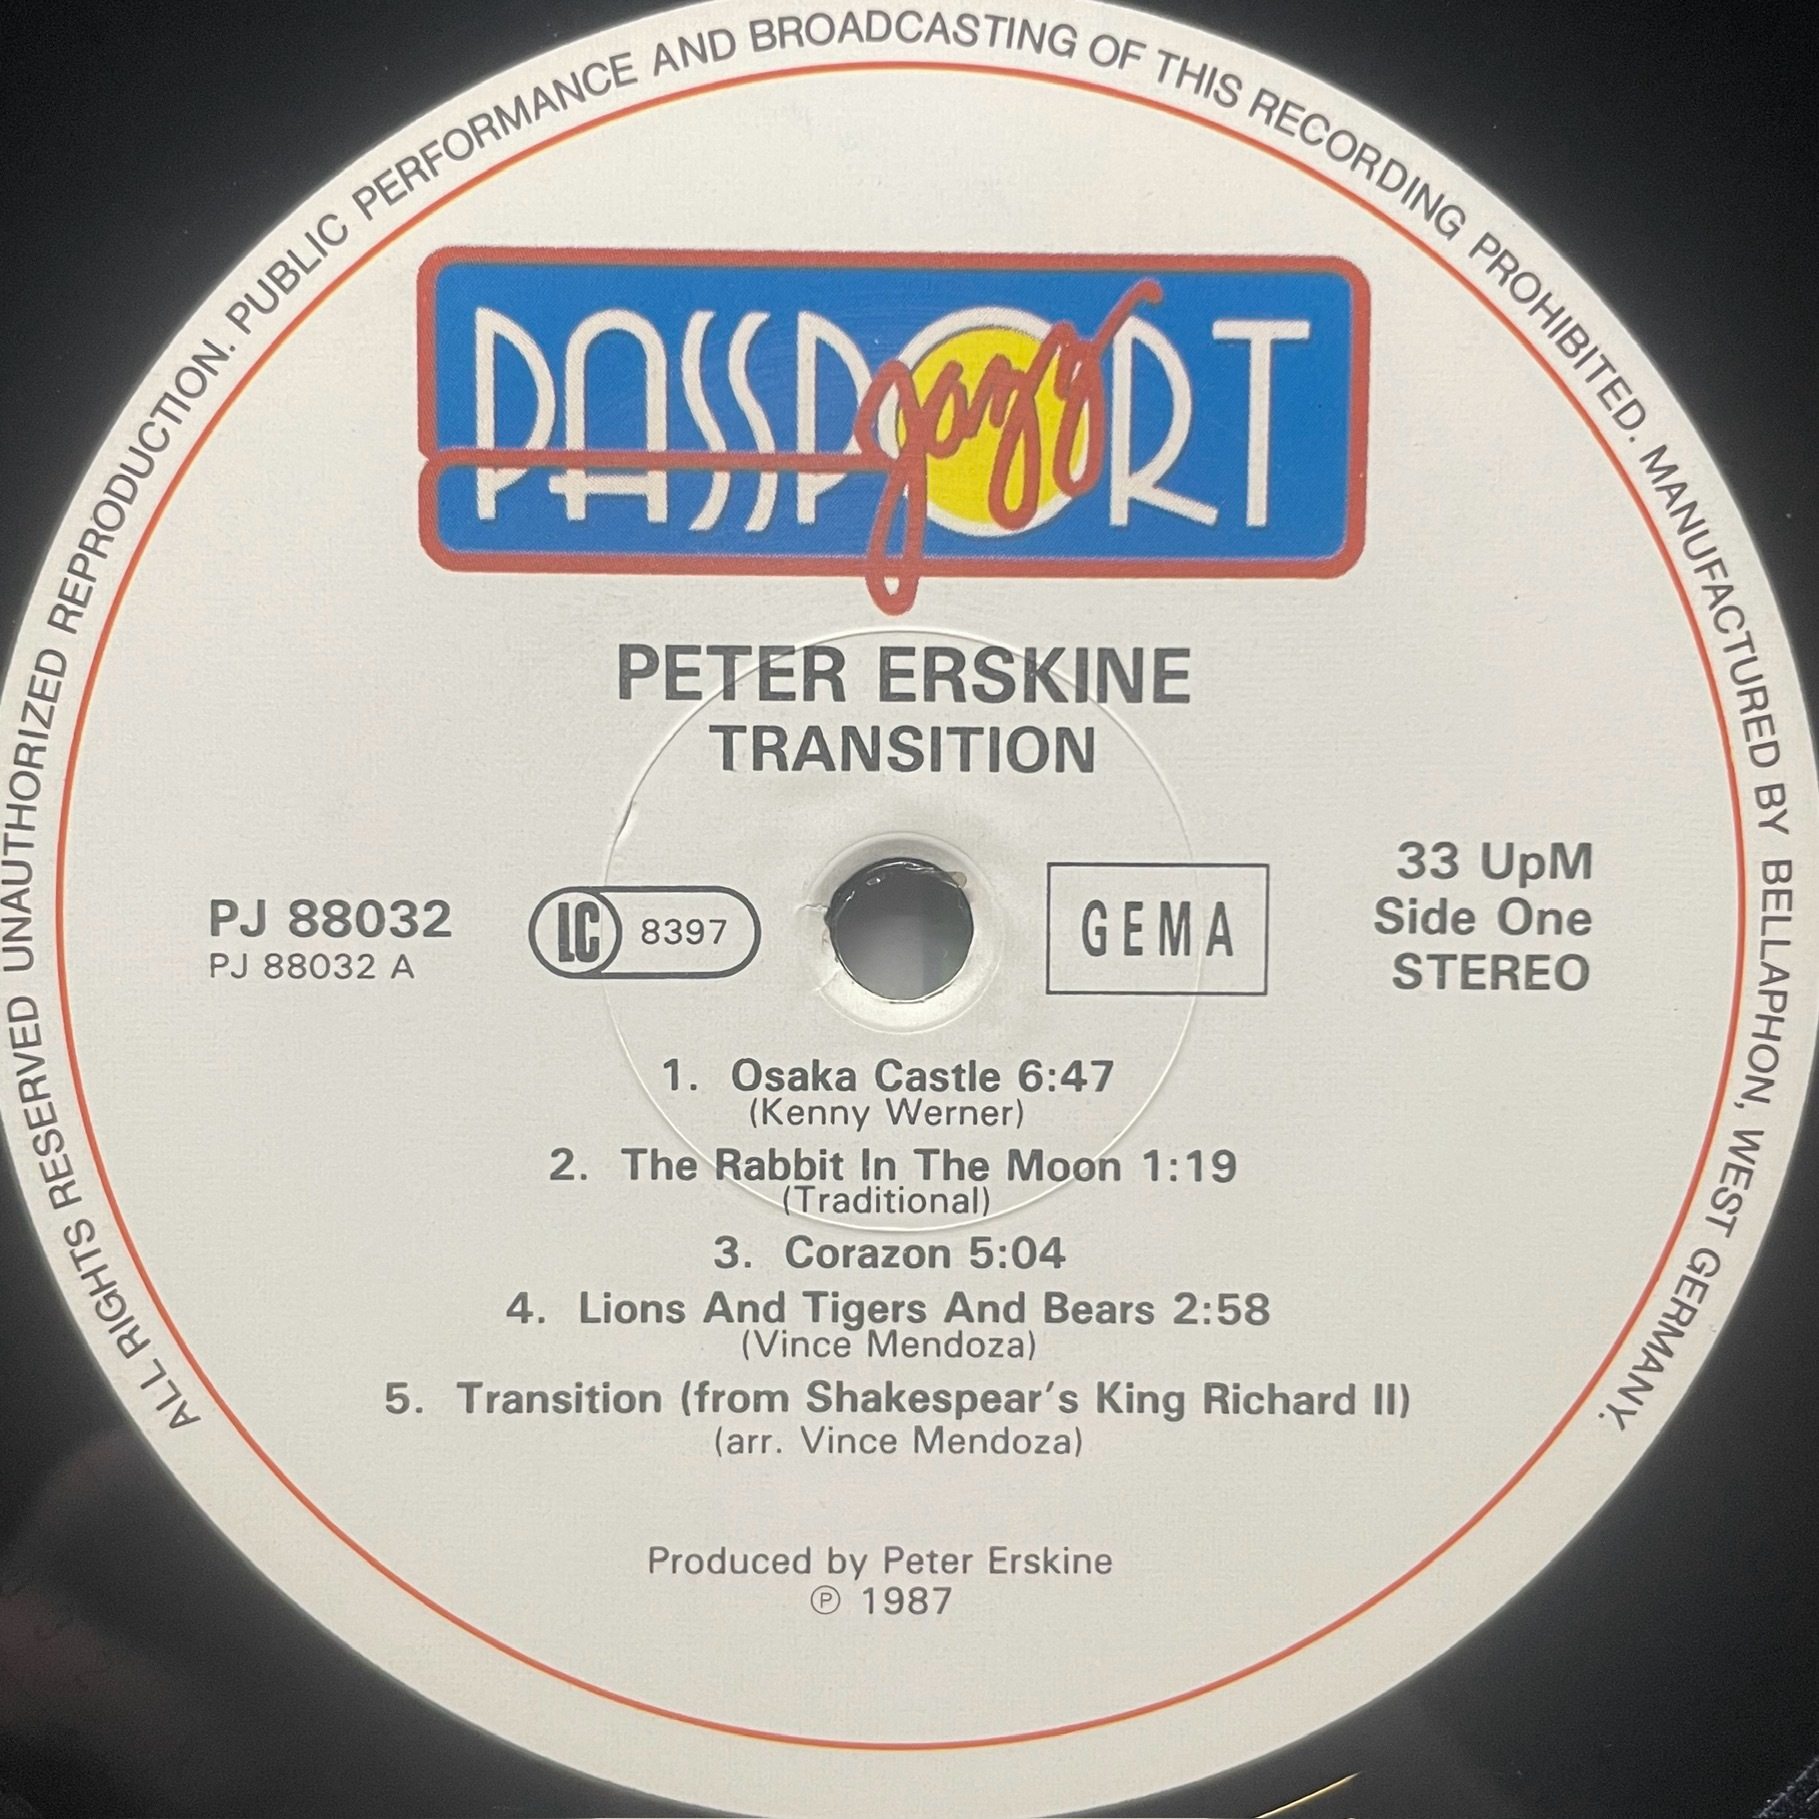 ALL RIGHTS RESERVED UNAUTHORIZED REPRODUCTION. PUBLIC PERFORMANCE AND BROADCASTING OF THIS RECORDING PROHIBITED. MANUFACTURED BY BELLAPHON, WEST GERMANY.
PASSPORT
jazz
PETER ERSKINE
TRANSITION
PJ 88032
PJ 88032 A
LC 8397
GEMA
33 UpM
Side One
STEREO
1. Osaka Castle 6:47
(Kenny Werner)
2. The Rabbit In The Moon 1:19
(Traditional)
3. Corazon 5:04
4. Lions And Tigers And Bears 2:58
(Vince Mendoza)
5. Transition (from Shakespear's King Richard II)
(arr. Vince Mendoza)
Produced by Peter Erskine
℗ 1987